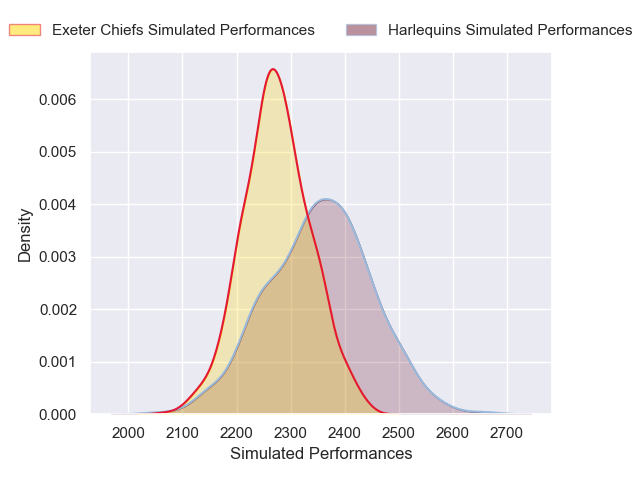 Exeter Chiefs Simulated Performances
Harlequins Simulated Performances
0.006
0.005
0.004
0.003
0.002
0.001
0.000
Density
2000 2100 2200 2300 2400 2500 2600 2700
Simulated Performances